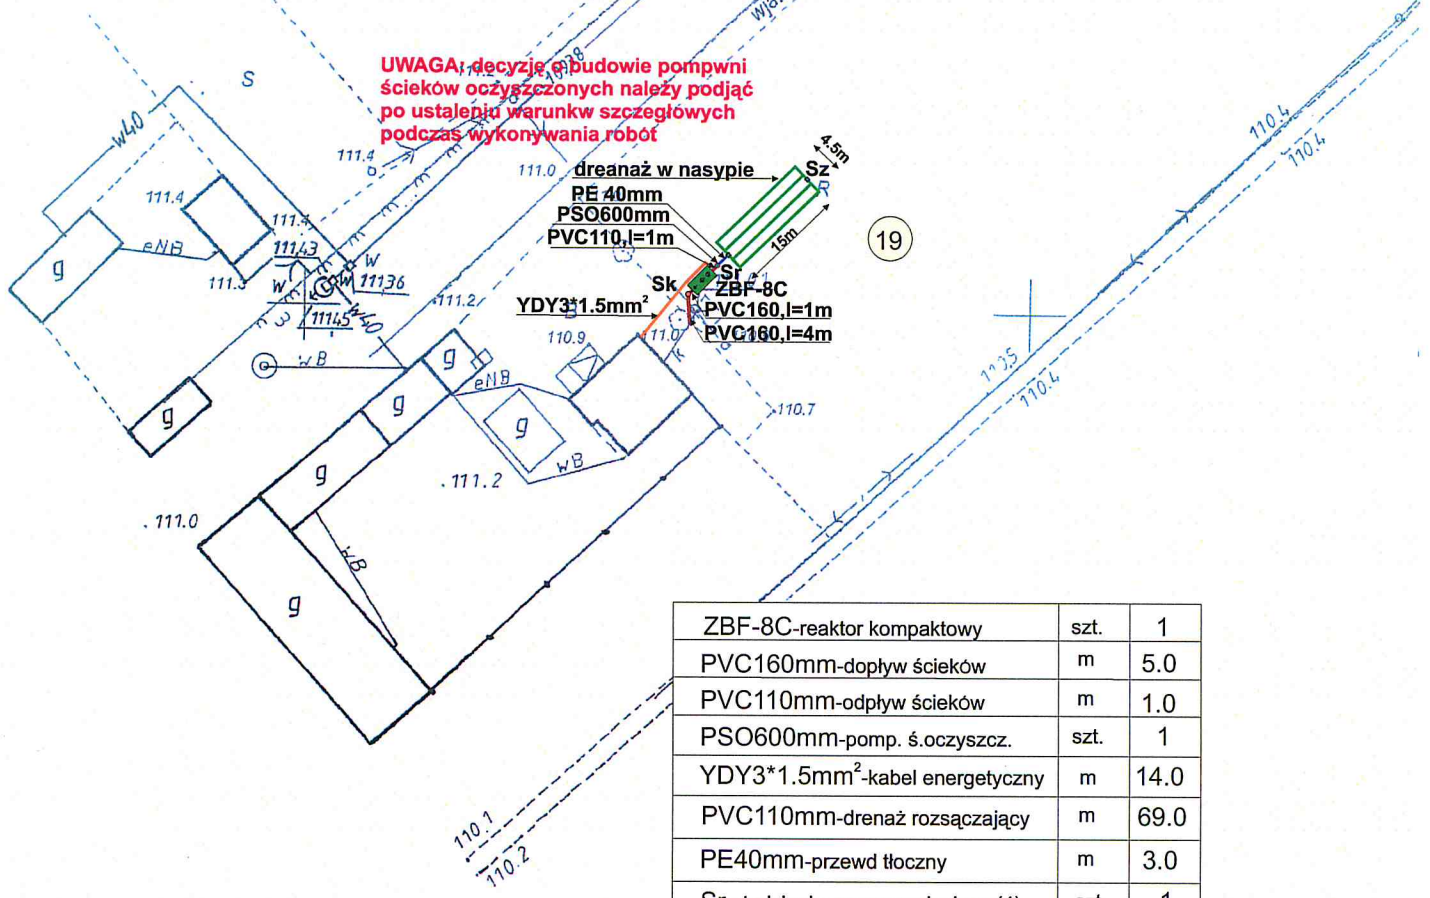 UWAGA: decyzję o budowie pompwni
ścieków oczyszczonych należy podjąć
po ustaleniu warunkw szczegłowych
podczas wykonywania robót
S
w40
111.4
111.0
4.5m
dreanaż w nasypie
Sz
R
PE 40mm
PSO600mm
PVC110,l=1m
15m
19
111.4
111.4
eNB
g
111,43
W
W
111,36
111,45
w40
111.2
Sk
Sr
ZBF-8C
YDY3*1.5mm²
PVC160,l=1m
PVC160,l=4m
110.9
111.0
k
110.4
110.4
110.4
wB
g
eNB
g
g
g
110.7
wB
g
111.2
111.0
wB
g
110.1
110.2
ZBF-8C-reaktor kompaktowy szt. 1
PVC160mm-dopływ ścieków m 5.0
PVC110mm-odpływ ścieków m 1.0
PSO600mm-pomp. ś.oczyszcz. szt. 1
YDY3*1.5mm²-kabel energetyczny m 14.0
PVC110mm-drenaż rozsączający m 69.0
PE40mm-przewd tłoczny m 3.0